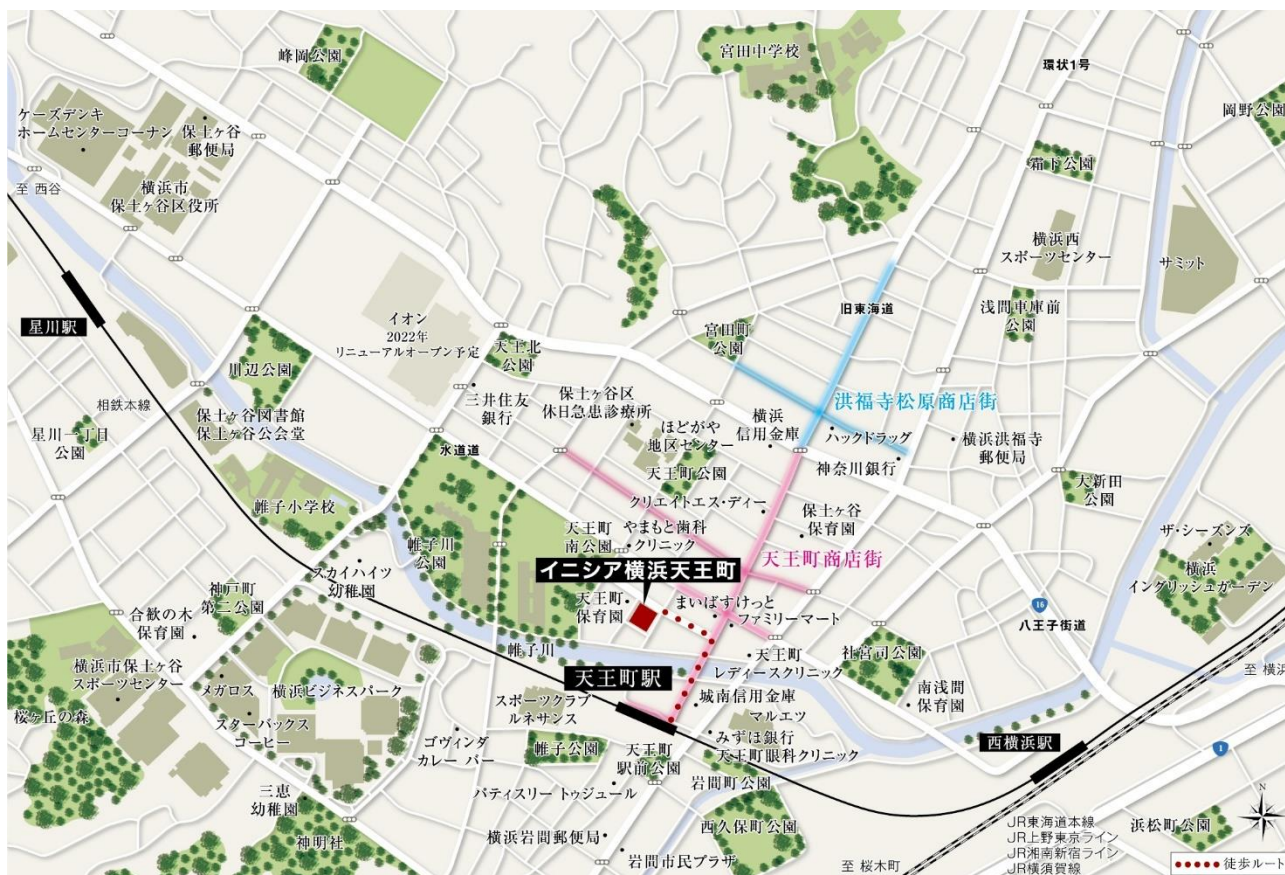 峰岡公園
宮田中学校
環状1号
岡野公園
ケーズデンキ
ホームセンターコーナン
保土ヶ谷
郵便局
霜下公園
至 西谷
横浜市
保土ヶ谷区役所
横浜西
スポーツセンター
サミット
星川駅
イオン
2022年
リニューアルオープン予定
旧東海道
浅間車庫前
公園
宮田町
公園
天王北
公園
川辺公園
相鉄本線
三井住友
銀行
保土ヶ谷区
休日急患診療所
洪福寺松原商店街
保土ヶ谷図書館
保土ヶ谷公会堂
星川一丁目
公園
水道道
ほどがや
地区センター
横浜
信用金庫
ハックドラッグ
横浜洪福寺
郵便局
神奈川銀行
天王町公園
大新田
公園
帷子小学校
クリエイトエス・ディー
保土ヶ谷
保育園
天王町
南公園
やまもと歯科
クリニック
ザ・シーズンズ
帷子川
公園
天王町商店街
横浜
イングリッシュガーデン
スカイハイツ
幼稚園
イニシア横浜天王町
神戸町
第二公園
天王町
保育園
まいばすけっと
ファミリーマート
16
八王子街道
合歓の木
保育園
帷子川
天王町
レディースクリニック
社宮司公園
至 横浜
横浜市保土ヶ谷
スポーツセンター
メガロス
横浜ビジネスパーク
天王町駅
城南信用金庫
南浅間
保育園
桜ヶ丘の森
スターバックス
コーヒー
スポーツクラブ
ルネサンス
マルエツ
みずほ銀行
天王町眼科クリニック
西横浜駅
1
ゴヴィンダ
カレー バー
帷子公園
天王町
駅前公園
岩間町公園
三恵
幼稚園
パティスリー トゥジュール
神明社
横浜岩間郵便局
西久保町公園
岩間市民プラザ
至 桜木町
JR東海道本線
JR上野東京ライン
JR湘南新宿ライン
JR横須賀線
浜松町公園
N
徒歩ルート